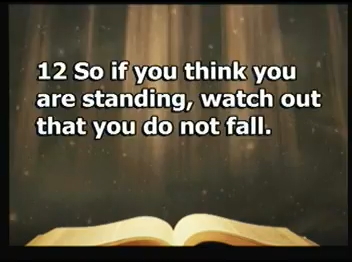 12 So if you think you
are standing, watch out
that you do not fall.